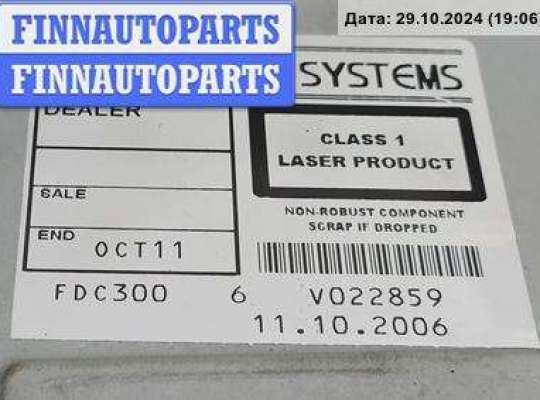 Дата: 29.10.2024 (19:06)
FINNAUTOPARTS
FINNAUTOPARTS
SYSTEMS
DEALER
CLASS 1
LASER PRODUCT
SALE
NON-ROBUST COMPONENT
SCRAP IF DROPPED
END
OCT11
FDC300 6 V022859
11.10.2006